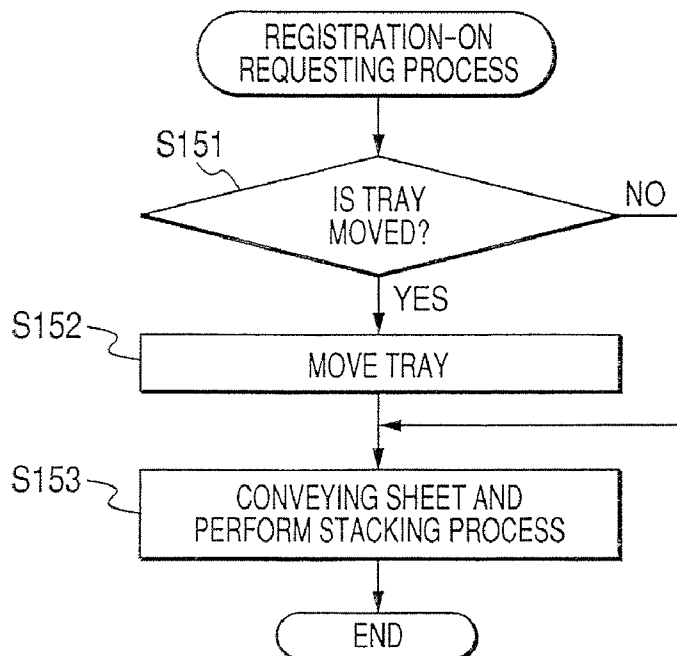 REGISTRATION-ON
REQUESTING PROCESS
S151
IS TRAY
MOVED?
NO
YES
S152
MOVE TRAY
S153
CONVEYING SHEET AND
PERFORM STACKING PROCESS
END